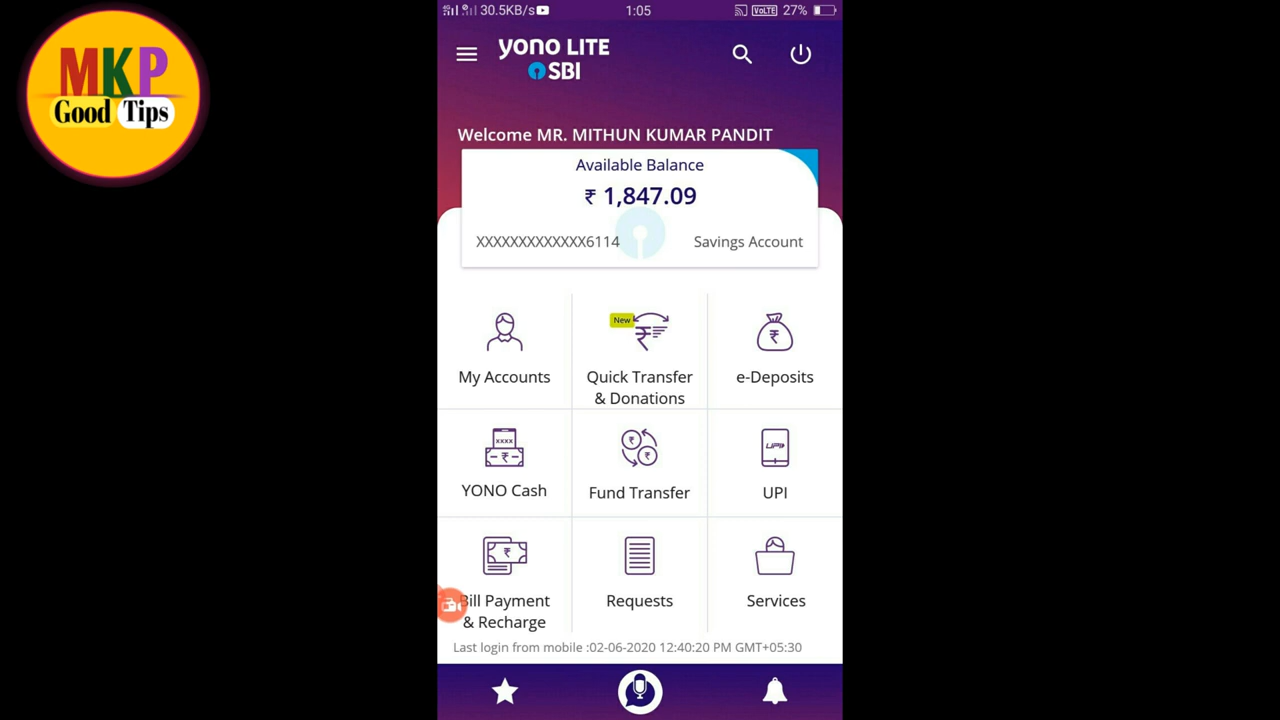 MKP
Good Tips
30.5KB/s
1:05
VoLTE
27%
yono LITE
SBI
Welcome MR. MITHUN KUMAR PANDIT
Available Balance
₹ 1,847.09
XXXXXXXXXXXXX6114
Savings Account
My Accounts
New
Quick Transfer
& Donations
e-Deposits
xxxx
YONO Cash
Fund Transfer
UPI
UPI
Bill Payment
& Recharge
Requests
Services
Last login from mobile :02-06-2020 12:40:20 PM GMT+05:30